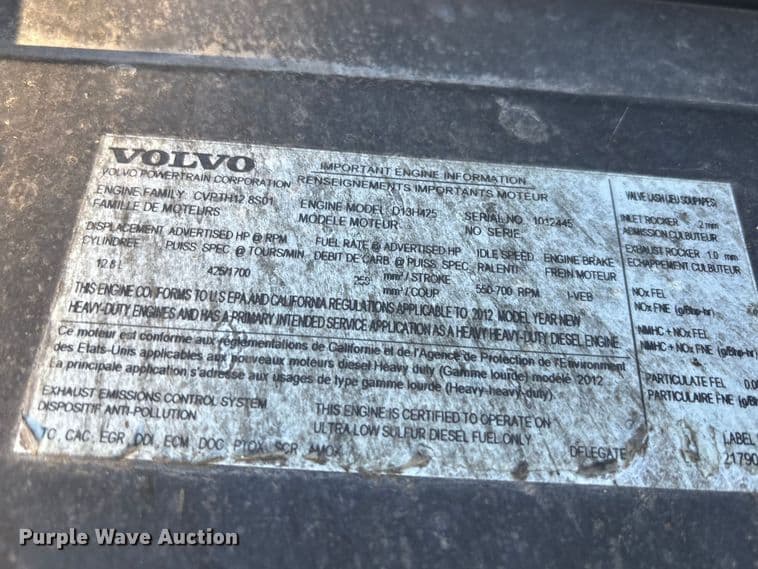 VOLVO
VOLVO POWERTRAIN CORPORATION
IMPORTANT ENGINE INFORMATION
RENSEIGNEMENTS IMPORTANTS MOTEUR
ENGINE FAMILY CVPTH12.8S01
FAMILLE DE MOTEURS
ENGINE MODEL D13H425
MODELE MOTEUR
SERIAL NO 1012445
NO SERIE
DISPLACEMENT ADVERTISED HP @ RPM
CYLINDREE PUISS SPEC @ TOURS/MIN
12.8 L 425/1700
FUEL RATE @ ADVERTISED HP
DEBIT DE CARB @ PUISS SPEC
mm³/STROKE
mm³/COUP
IDLE SPEED
RALENTI
550-700 RPM
ENGINE BRAKE
FREIN MOTEUR
I-VEB
THIS ENGINE CONFORMS TO U.S EPA AND CALIFORNIA REGULATIONS APPLICABLE TO 2012 MODEL YEAR NEW
HEAVY-DUTY ENGINES AND HAS A PRIMARY INTENDED SERVICE APPLICATION AS A HEAVY HEAVY-DUTY DIESEL ENGINE
Ce moteur est conforme aux réglementations de Californie et de l'Agence de Protection de l'Environment
des Etats-Unis applicables aux nouveaux moteurs diesel Heavy duty (Gamme lourde) modèle 2012
La principale application s'adresse aux usages de type gamme lourde (Heavy-heavy-duty)
EXHAUST EMISSIONS CONTROL SYSTEM
DISPOSITIF ANTI-POLLUTION
TC, CAC, EGR, DDI, ECM, DOC, PTOX, SCR, AMOX
THIS ENGINE IS CERTIFIED TO OPERATE ON
ULTRA LOW SULFUR DIESEL FUEL ONLY
DFLEGATE
VALVE LASH (JEU SOUPAPES)
INLET ROCKER .2 mm
ADMISSION CULBUTEUR
EXHAUST ROCKER 1.0 mm
ECHAPPEMENT CULBUTEUR
NOx FEL
NOx FNE (g/Bhp-hr)
NMHC + NOx FEL
NMHC + NOx FNE (g/Bhp-hr)
PARTICULATE FEL 0.0
PARTICULAIRE FNE (g/B
LABEL
21790
Purple Wave Auction